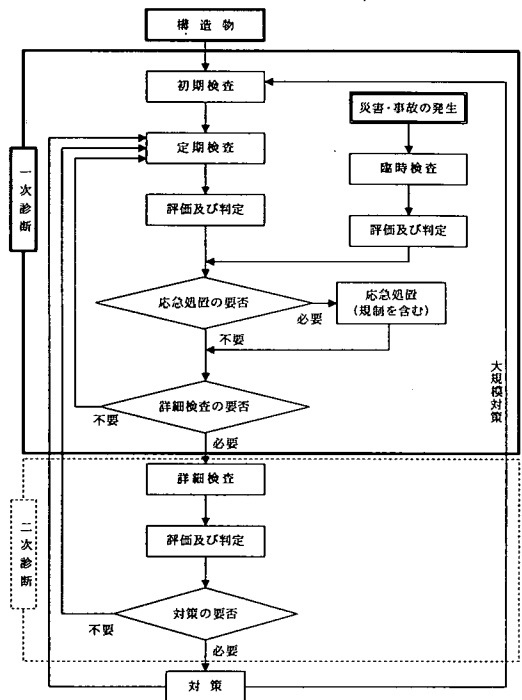 構造物
初期検査
災害・事故の発生
定期検査
臨時検査
一次診断
評価及び判定
評価及び判定
応急処置の要否
応急処置
(規制を含む)
必要
不要
大規模対策
詳細検査の要否
不要
必要
詳細検査
二次診断
評価及び判定
対策の要否
不要
必要
対策